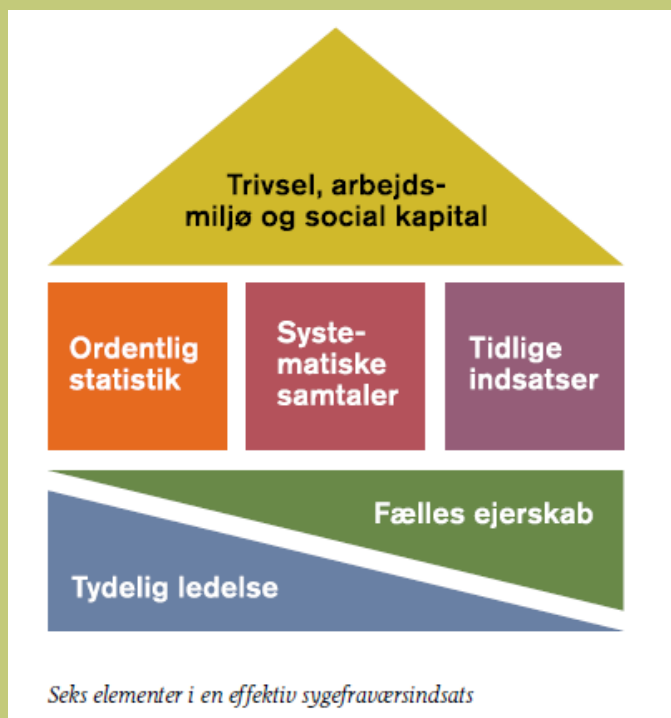 Trivsel, arbejds-
miljø og social kapital
Ordentlig
statistik
Syste-
matiske
samtaler
Tidlige
indsatser
Fælles ejerskab
Tydelig ledelse
Seks elementer i en effektiv sygefraværsindsats